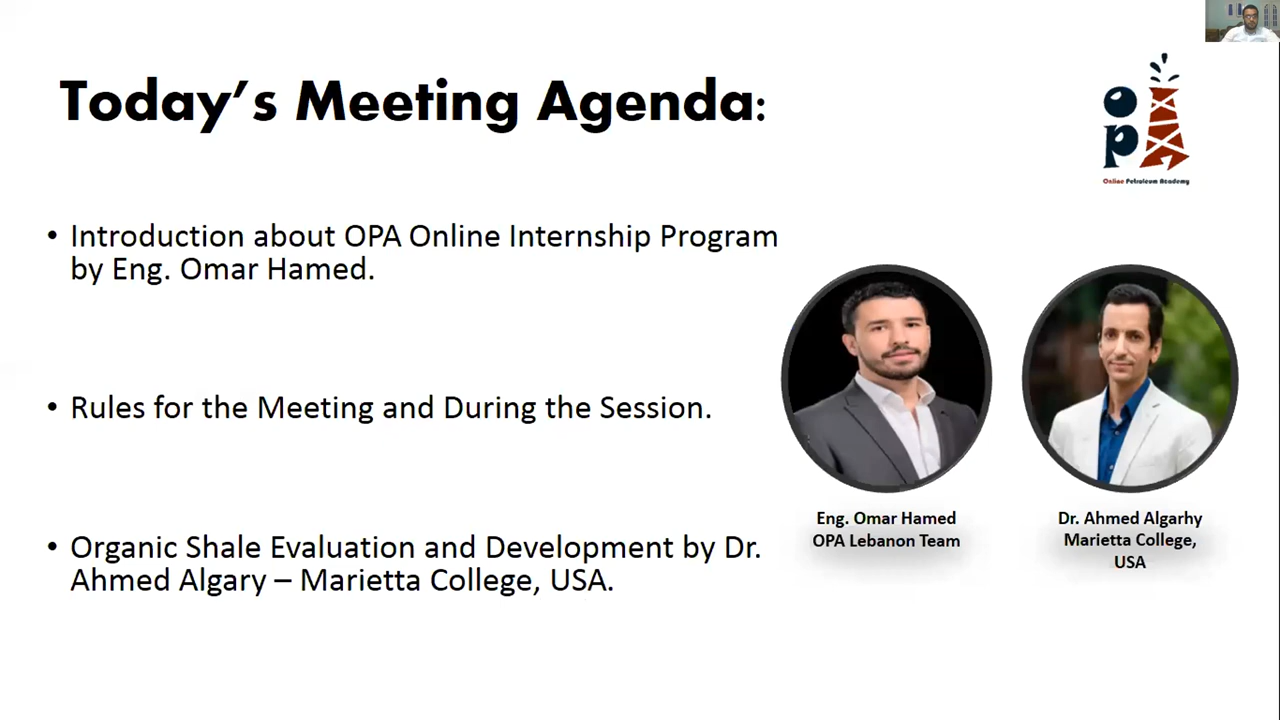 Today's Meeting Agenda:
OPA
Online Petroleum Academy
• Introduction about OPA Online Internship Program
by Eng. Omar Hamed.
• Rules for the Meeting and During the Session.
• Organic Shale Evaluation and Development by Dr.
Ahmed Algary – Marietta College, USA.
Eng. Omar Hamed
OPA Lebanon Team
Dr. Ahmed Algarhy
Marietta College,
USA